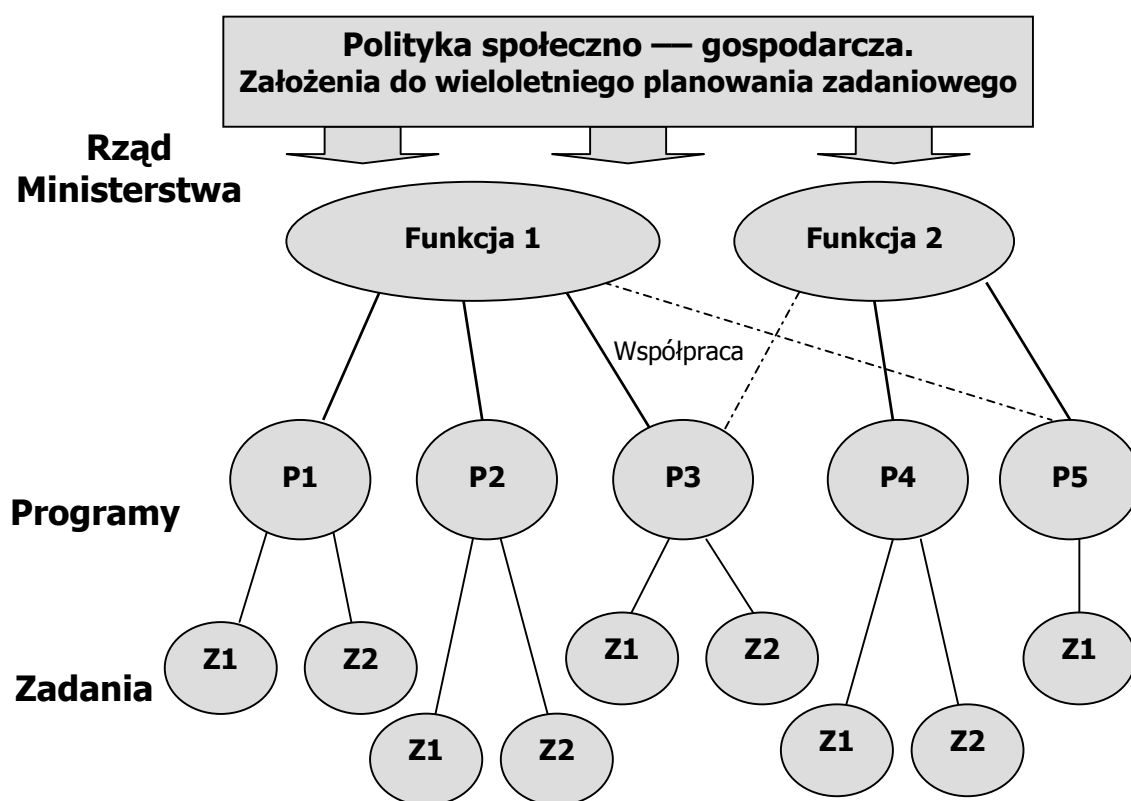 Polityka społeczno — gospodarcza.
Założenia do wieloletniego planowania zadaniowego
Rząd
Ministerstwa
Funkcja 1
Funkcja 2
Współpraca
P1
P2
P3
P4
P5
Programy
Z1
Z2
Z1
Z2
Z1
Zadania
Z1
Z2
Z1
Z2